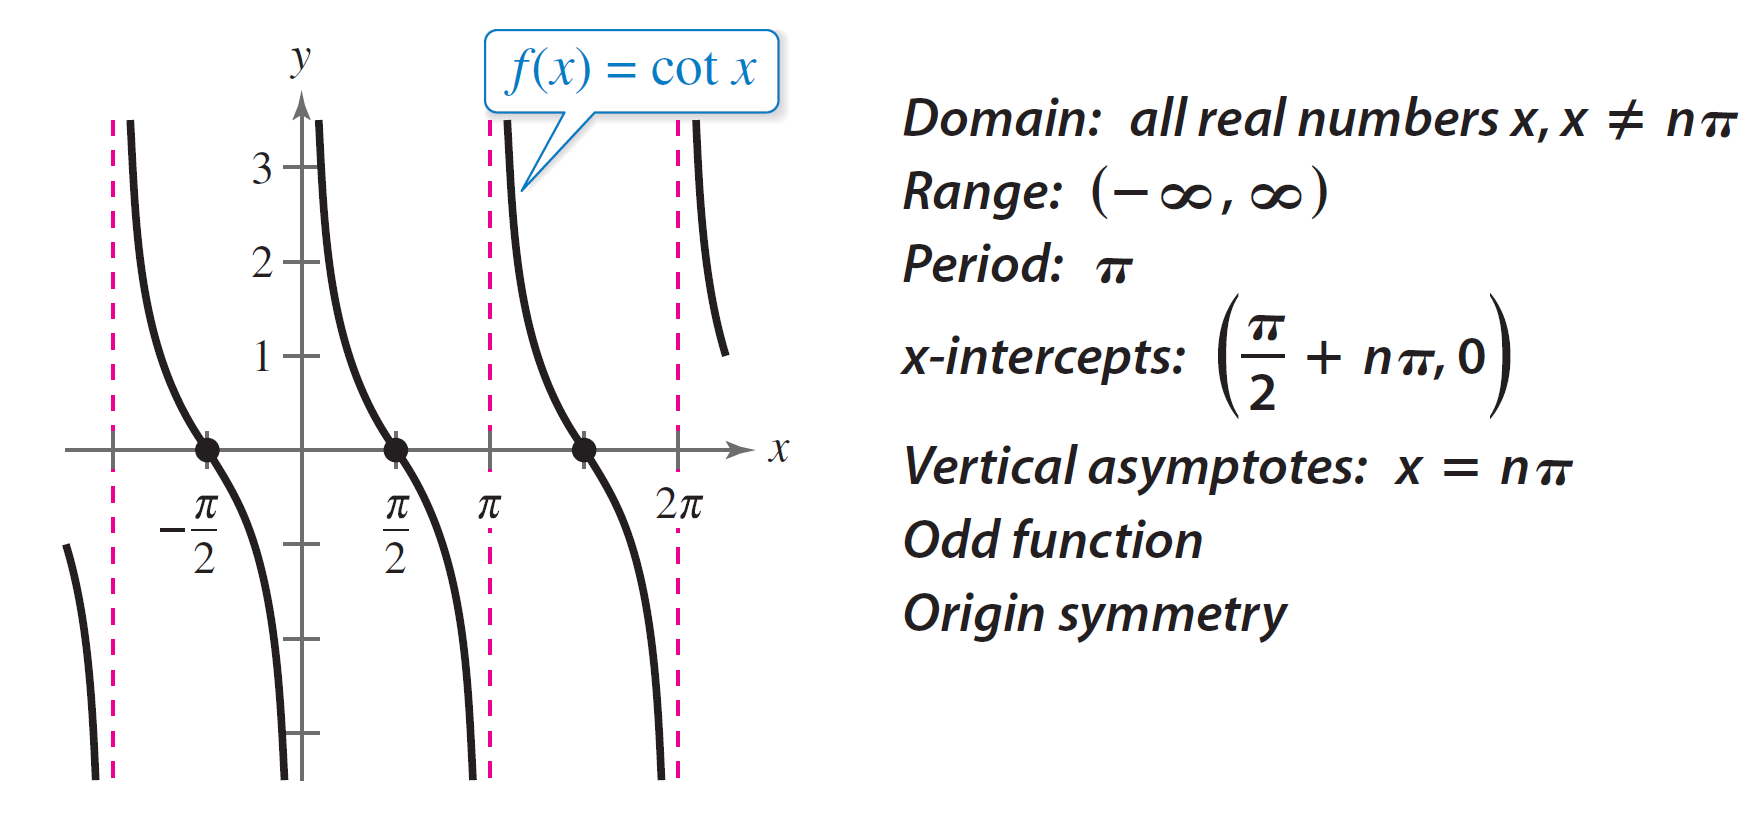 y
f(x) = cot x
3
2
1
x
−π/2
π/2
π
2π
Domain: all real numbers x, x ≠ nπ
Range: (−∞, ∞)
Period: π
x-intercepts: (π/2 + nπ, 0)
Vertical asymptotes: x = nπ
Odd function
Origin symmetry